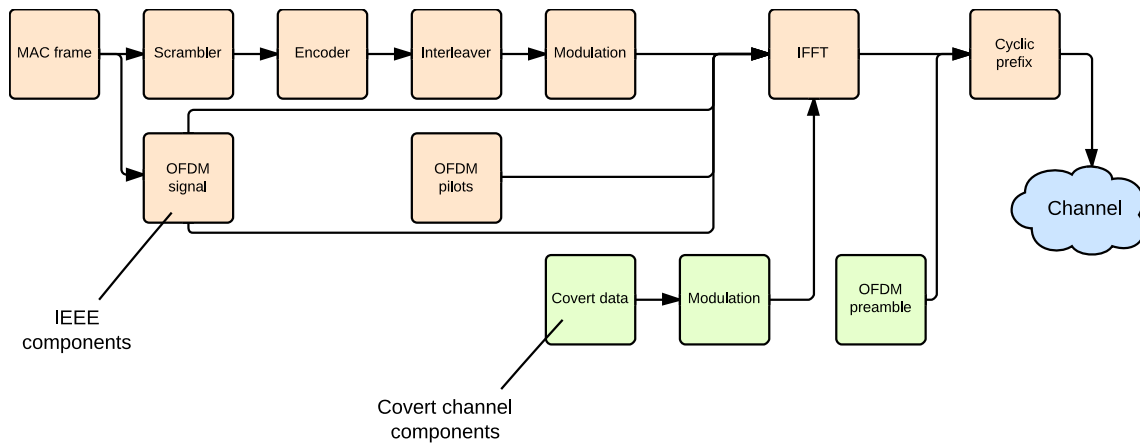 MAC frame
Scrambler
Encoder
Interleaver
Modulation
IFFT
Cyclic
prefix
OFDM
signal
OFDM
pilots
Channel
Covert data
Modulation
OFDM
preamble
IEEE
components
Covert channel
components